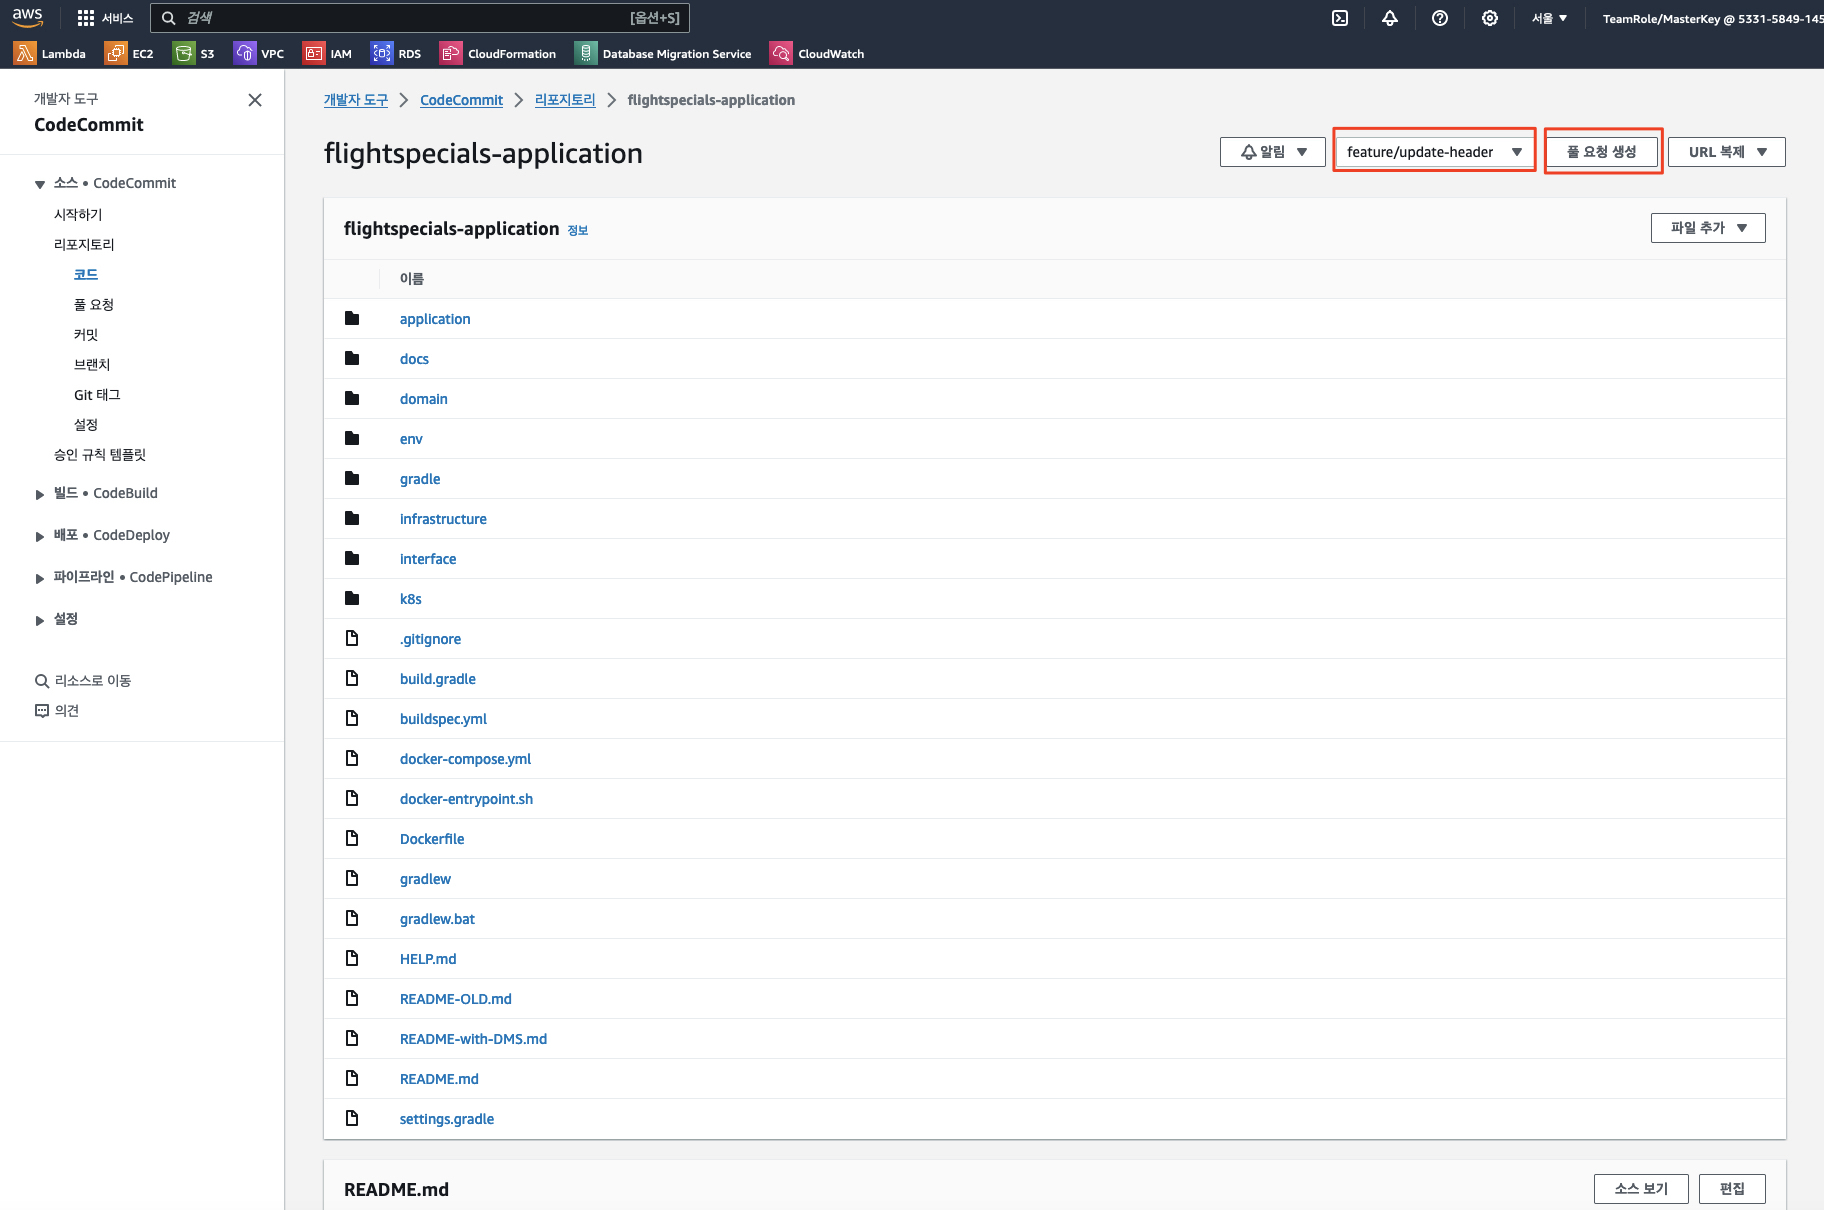 aws 서비스 검색 [옵션+S] 서울 TeamRole/MasterKey @ 5331-5849-145
Lambda EC2 S3 VPC IAM RDS CloudFormation Database Migration Service CloudWatch
개발자 도구
CodeCommit
소스 • CodeCommit
시작하기
리포지토리
코드
풀 요청
커밋
브랜치
Git 태그
설정
승인 규칙 템플릿
빌드 • CodeBuild
배포 • CodeDeploy
파이프라인 • CodePipeline
설정
리소스로 이동
의견
개발자 도구 CodeCommit 리포지토리 flightspecials-application
flightspecials-application
알림 feature/update-header 풀 요청 생성 URL 복제
flightspecials-application 정보
파일 추가
이름
application
docs
domain
env
gradle
infrastructure
interface
k8s
.gitignore
build.gradle
buildspec.yml
docker-compose.yml
docker-entrypoint.sh
Dockerfile
gradlew
gradlew.bat
HELP.md
README-OLD.md
README-with-DMS.md
README.md
settings.gradle
README.md
소스 보기 편집